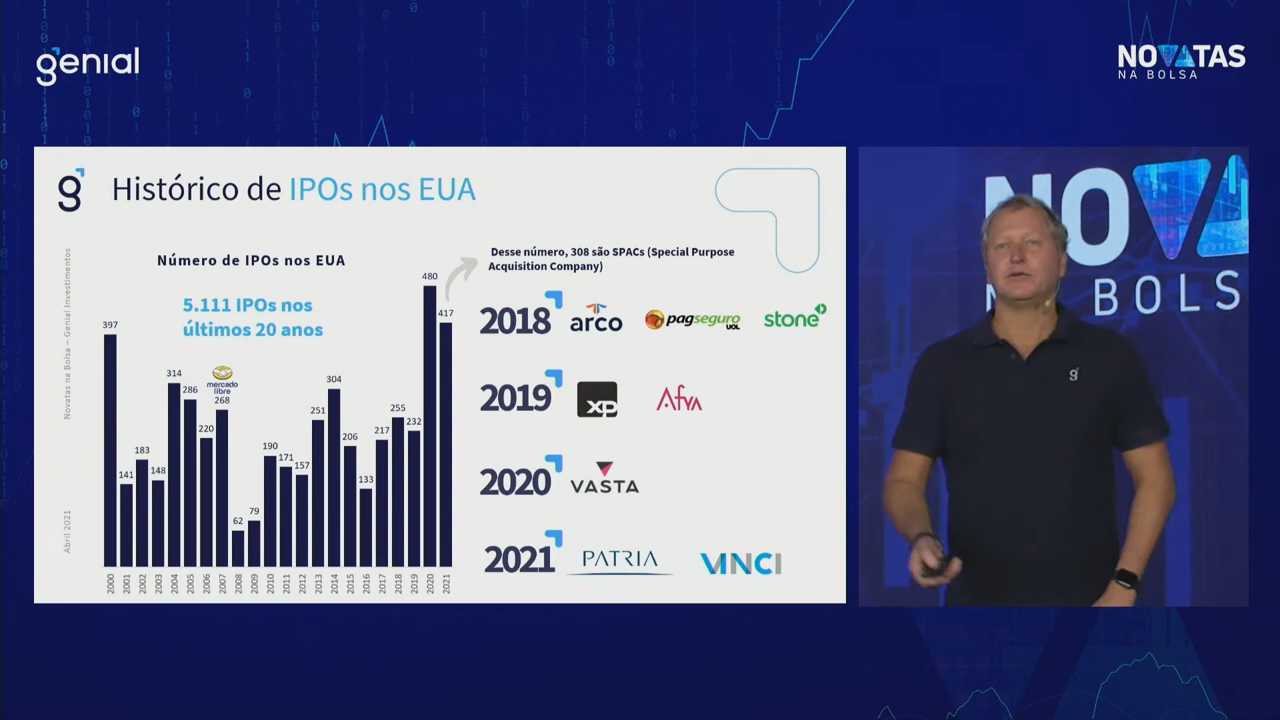 genial
NOVATAS
NA BOLSA
Histórico de IPOs nos EUA
Novatas na Bolsa – Genial Investimentos
Abril 2021
Número de IPOs nos EUA
5.111 IPOs nos
últimos 20 anos
mercado
libre
397
141
183
148
314
286
220
268
62
79
190
171
157
251
304
206
133
217
255
232
480
417
2000
2001
2002
2003
2004
2005
2006
2007
2008
2009
2010
2011
2012
2013
2014
2015
2016
2017
2018
2019
2020
2021
Desse número, 308 são SPACs (Special Purpose
Acquisition Company)
2018 arco pagseguro UOL stone
2019 xp Afya
2020 VASTA
2021 PATRIA VINCI
NOVA
BOLS
g